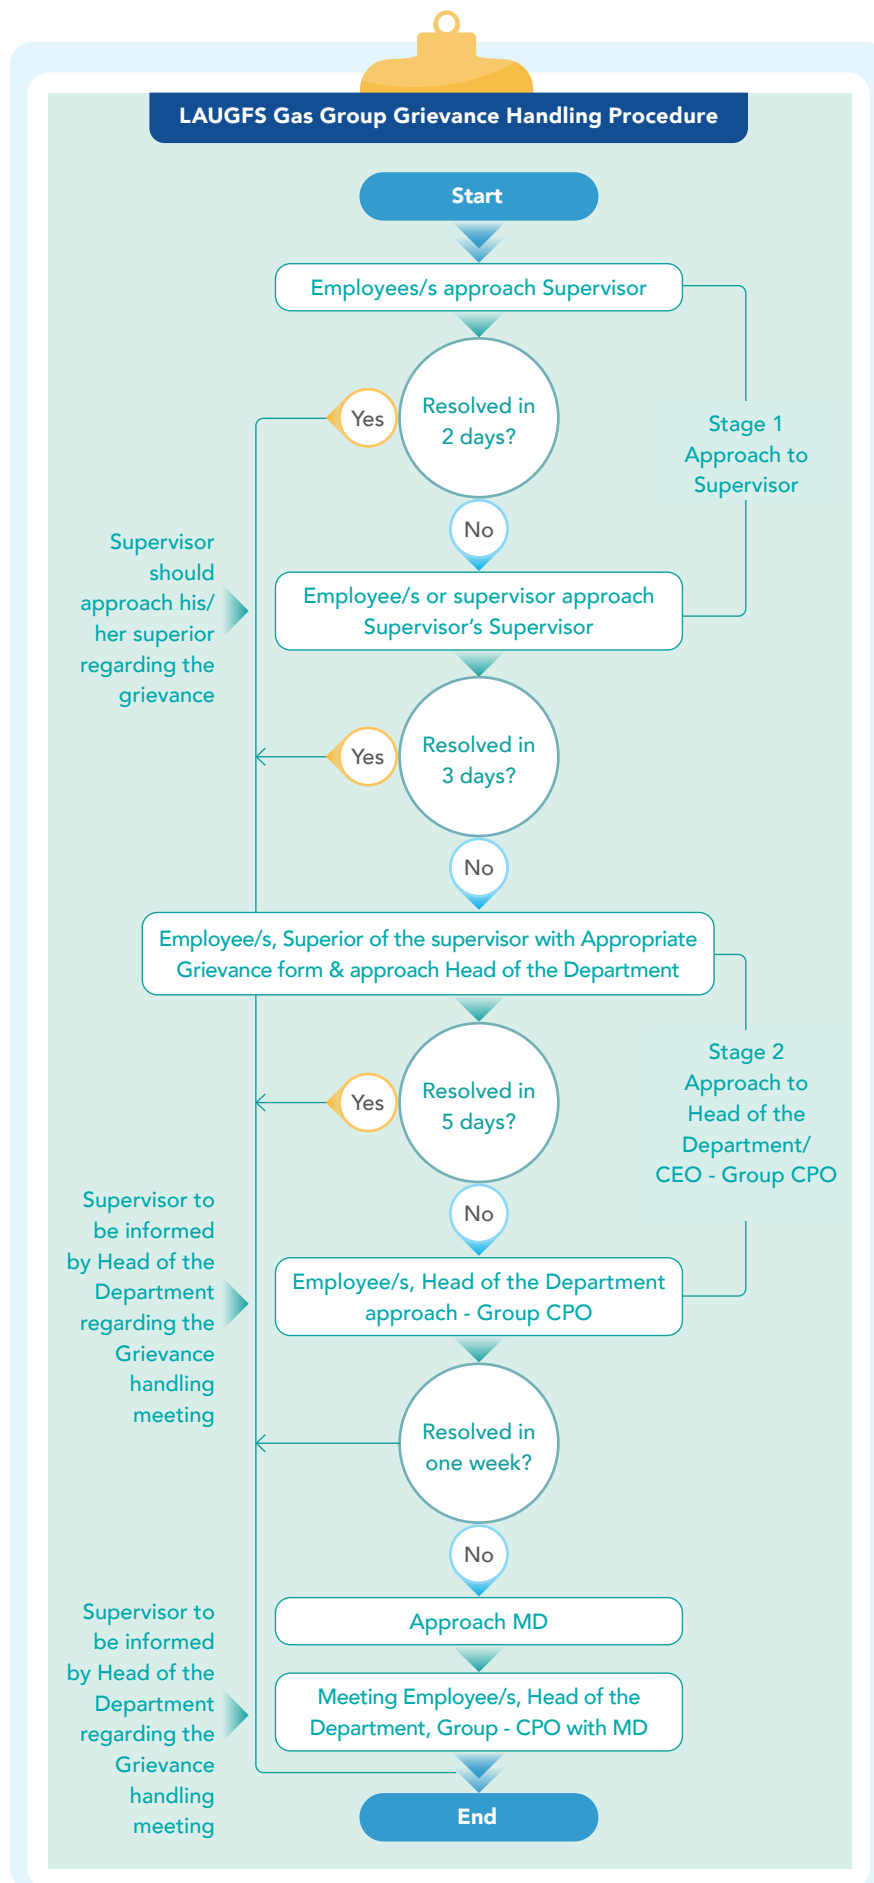 LAUGFS Gas Group Grievance Handling Procedure
Start
Employees/s approach Supervisor
Resolved in
2 days?
Yes
No
Stage 1
Approach to
Supervisor
Supervisor
should
approach his/
her superior
regarding the
grievance
Employee/s or supervisor approach
Supervisor's Supervisor
Resolved in
3 days?
Yes
No
Employee/s, Superior of the supervisor with Appropriate
Grievance form & approach Head of the Department
Resolved in
5 days?
Yes
No
Stage 2
Approach to
Head of the
Department/
CEO - Group CPO
Supervisor to
be informed
by Head of the
Department
regarding the
Grievance
handling
meeting
Employee/s, Head of the Department
approach - Group CPO
Resolved in
one week?
No
Approach MD
Supervisor to
be informed
by Head of the
Department
regarding the
Grievance
handling
meeting
Meeting Employee/s, Head of the
Department, Group - CPO with MD
End